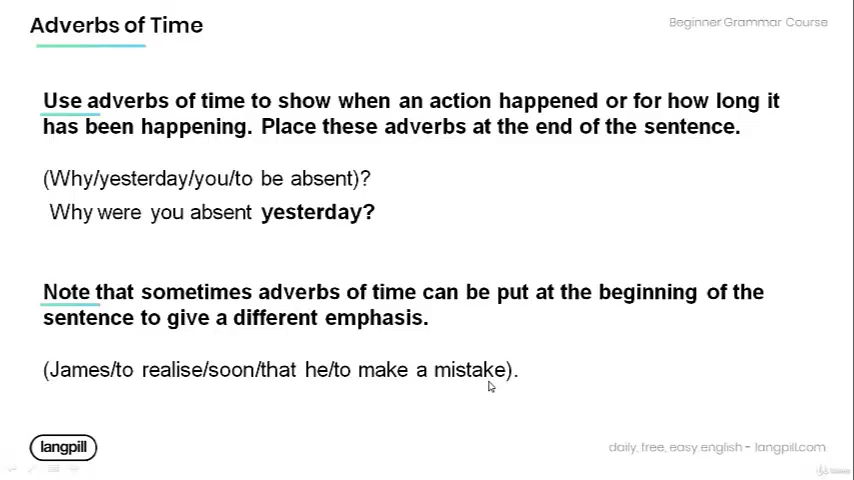 Adverbs of Time
Beginner Grammar Course
Use adverbs of time to show when an action happened or for how long it
has been happening. Place these adverbs at the end of the sentence.
(Why/yesterday/you/to be absent)?
Why were you absent yesterday?
Note that sometimes adverbs of time can be put at the beginning of the
sentence to give a different emphasis.
(James/to realise/soon/that he/to make a mistake).
langpill
daily, free, easy english - langpill.com